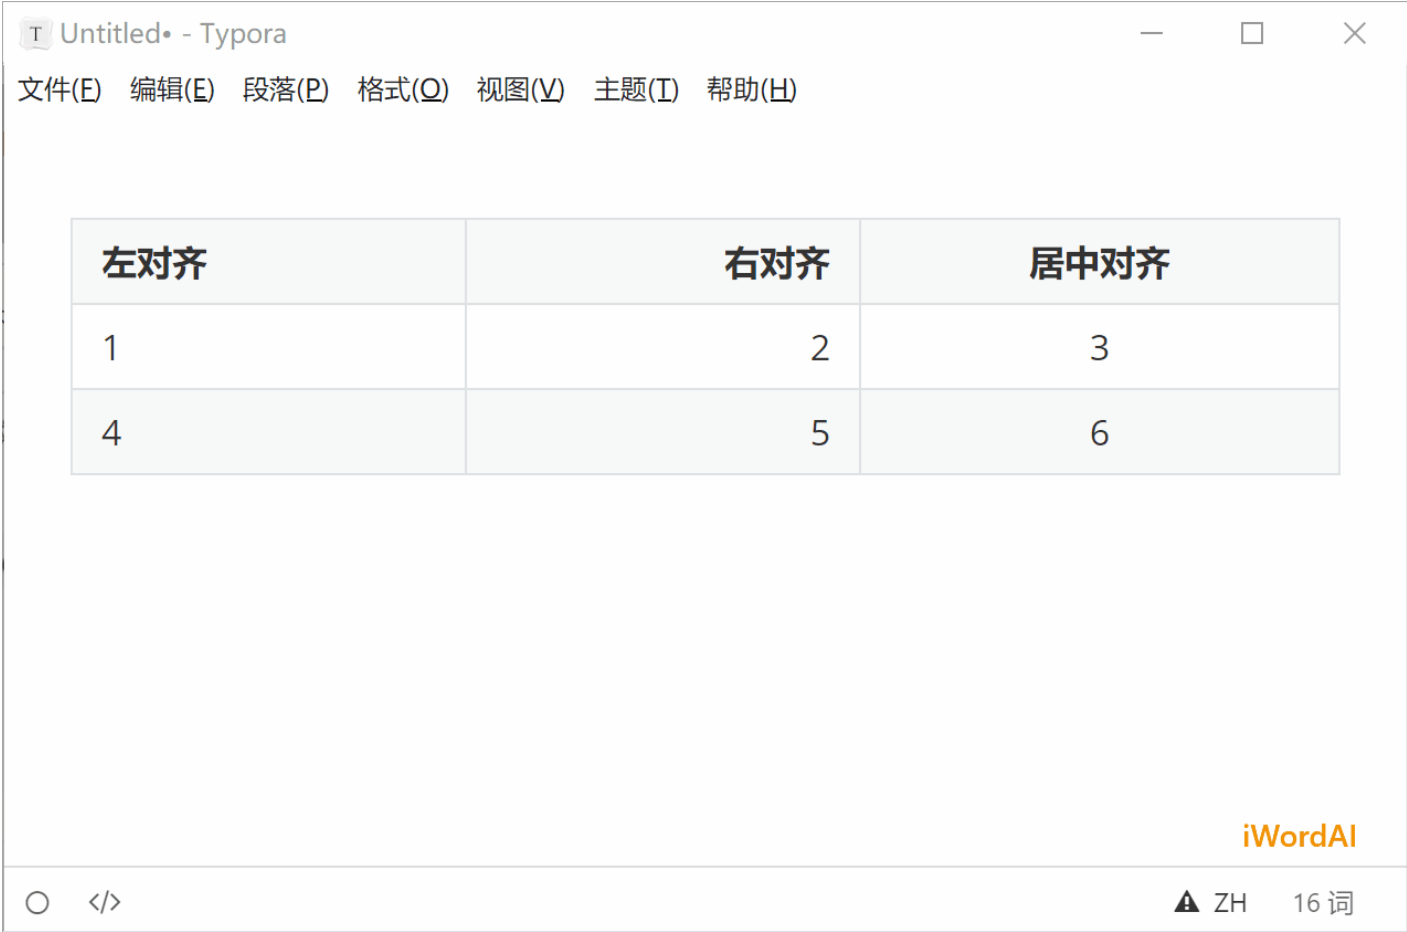 T Untitled• - Typora
文件(F) 编辑(E) 段落(P) 格式(O) 视图(V) 主题(T) 帮助(H)
左对齐 右对齐 居中对齐
1 2 3
4 5 6
iWordAI
</> ZH 16 词